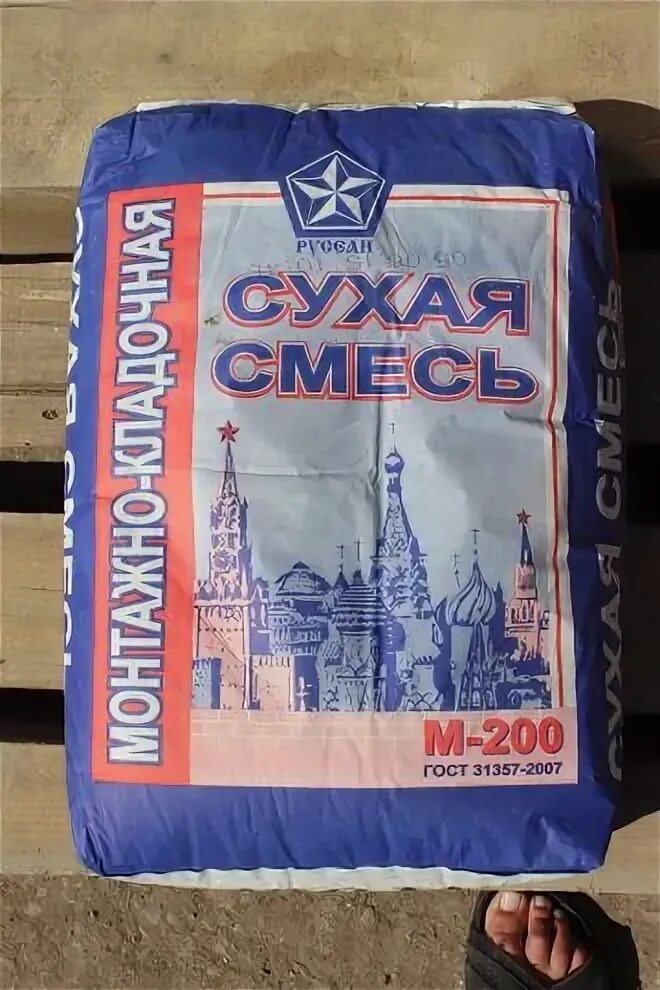 РУСЕАН
СУХАЯ
СМЕСЬ
МОНТАЖНО-КЛАДОЧНАЯ
М-200
ГОСТ 31357-2007
СУХАЯ СМЕСЬ
СУХАЯ СМЕСЬ